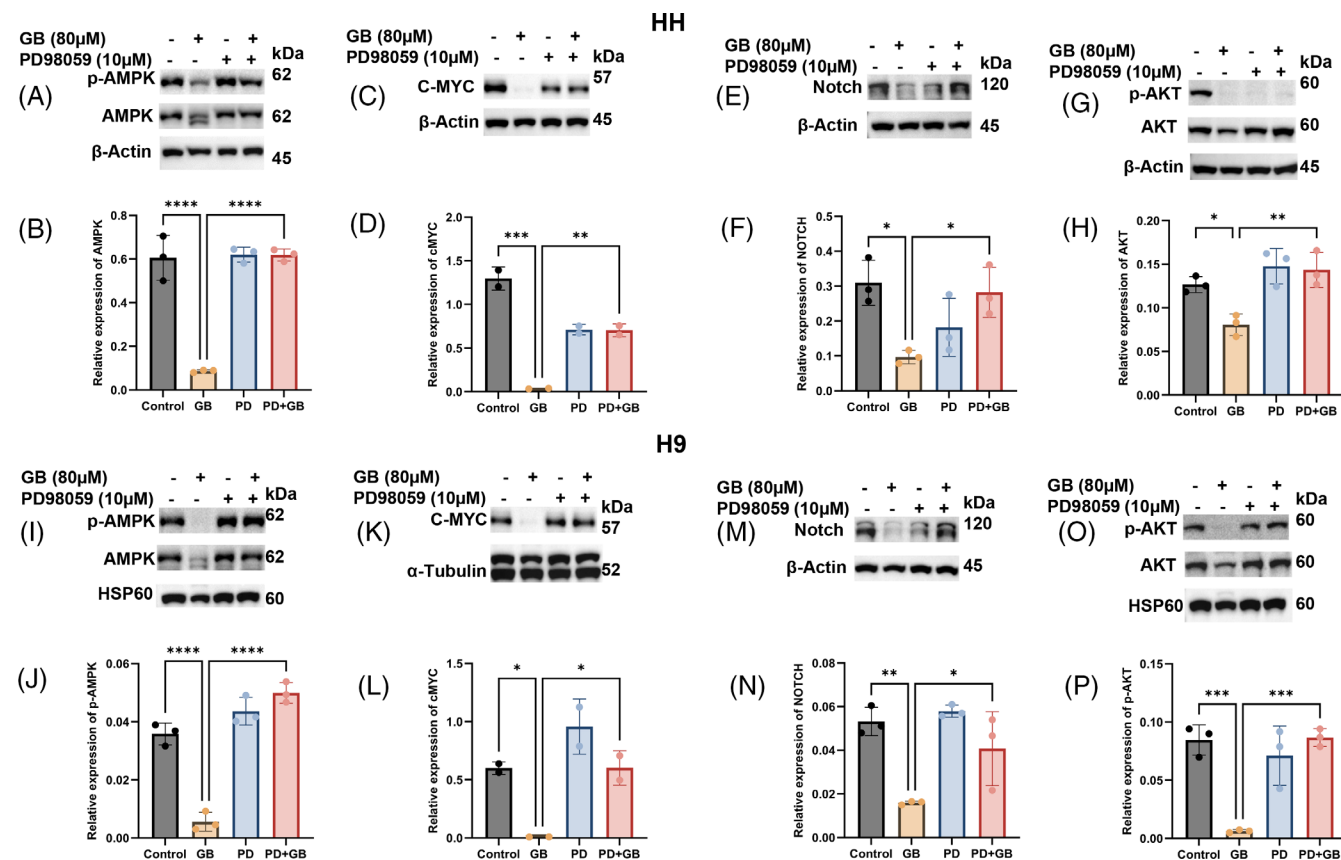 HH
(A)
GB (80μM) - + - +
PD98059 (10μM) - - + + kDa
p-AMPK 62
AMPK 62
β-Actin 45
(C)
GB (80μM) - + - +
PD98059 (10μM) - - + + kDa
C-MYC 57
β-Actin 45
(E)
GB (80μM) - + - +
PD98059 (10μM) - - + + kDa
Notch 120
β-Actin 45
(G)
GB (80μM) - + - +
PD98059 (10μM) - - + + kDa
p-AKT 60
AKT 60
β-Actin 45
(B)
Relative expression of AMPK
**** ****
0.8
0.6
0.4
0.2
0.0
Control GB PD PD+GB
(D)
Relative expression of cMYC
*** **
2.0
1.5
1.0
0.5
0.0
Control GB PD PD+GB
(F)
Relative expression of NOTCH
* *
0.5
0.4
0.3
0.2
0.1
0.0
Control GB PD PD+GB
(H)
Relative expression of AKT
* **
0.20
0.15
0.10
0.05
0.00
Control GB PD PD+GB
H9
(I)
GB (80μM) - + - +
PD98059 (10μM) - - + + kDa
p-AMPK 62
AMPK 62
HSP60 60
(K)
GB (80μM) - + - +
PD98059 (10μM) - - + + kDa
C-MYC 57
α-Tubulin 52
(M)
GB (80μM) - + - +
PD98059 (10μM) - - + + kDa
Notch 120
β-Actin 45
(O)
GB (80μM) - + - +
PD98059 (10μM) - - + + kDa
p-AKT 60
AKT 60
HSP60 60
(J)
Relative expression of p-AMPK
**** ****
0.06
0.04
0.02
0.00
Control GB PD PD+GB
(L)
Relative expression of cMYC
* *
1.5
1.0
0.5
0.0
Control GB PD PD+GB
(N)
Relative expression of NOTCH
** *
0.08
0.06
0.04
0.02
0.00
Control GB PD PD+GB
(P)
Relative expression of p-AKT
*** ***
0.15
0.10
0.05
0.00
Control GB PD PD+GB